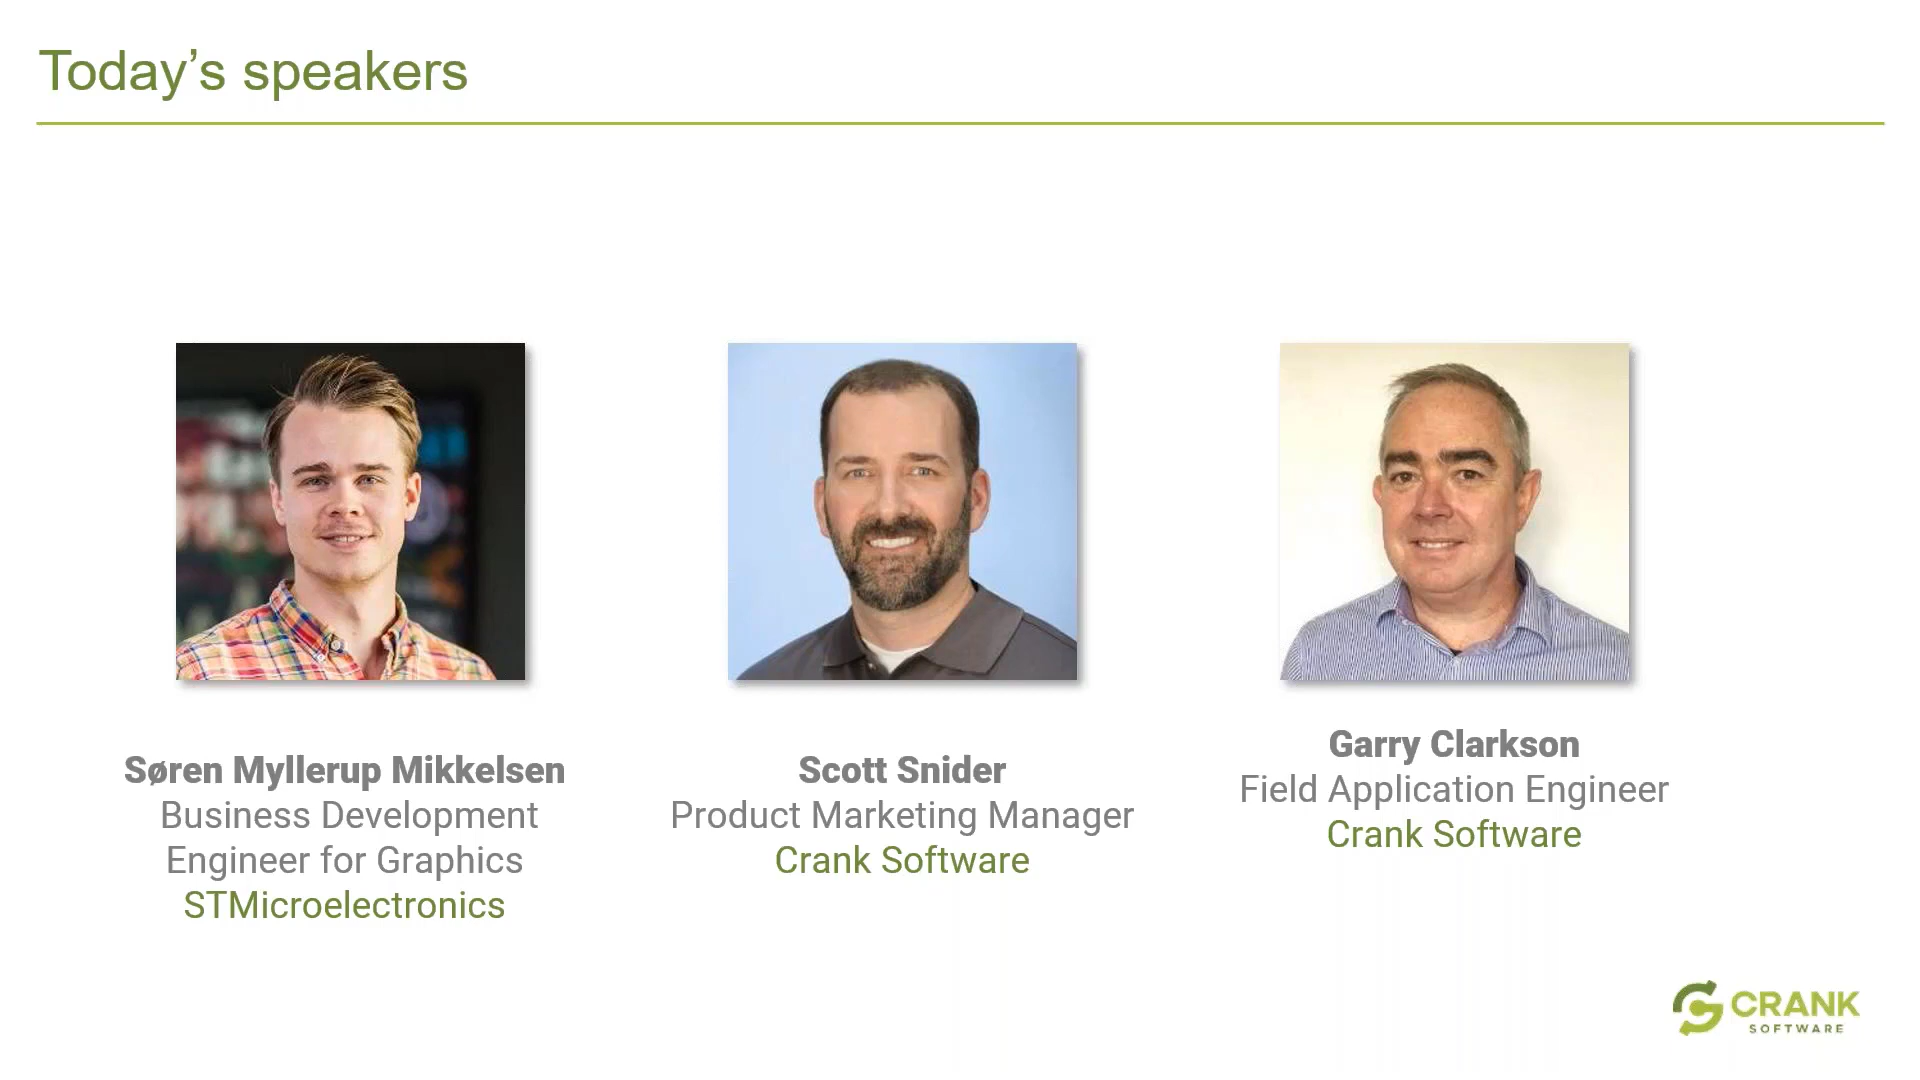 Today’s speakers
Søren Myllerup Mikkelsen
Business Development
Engineer for Graphics
STMicroelectronics
Scott Snider
Product Marketing Manager
Crank Software
Garry Clarkson
Field Application Engineer
Crank Software
CRANK
SOFTWARE